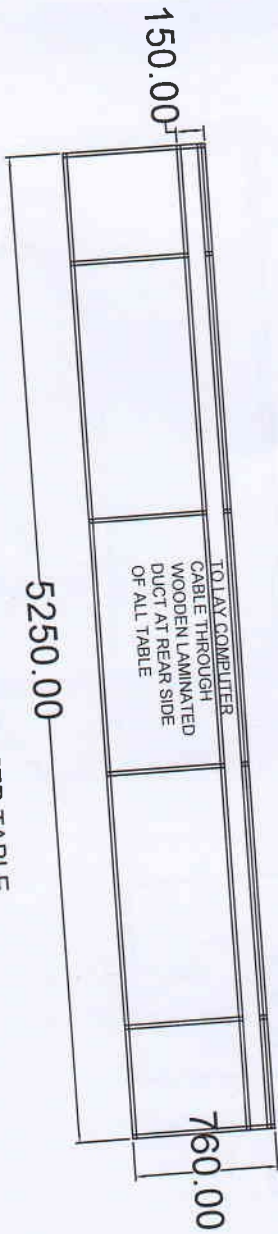 150.00
TO LAY COMPUTER
CABLE THROUGH
WOODEN LAMINATED
DUCT AT REAR SIDE
OF ALL TABLE
760.00
5250.00
TABLE